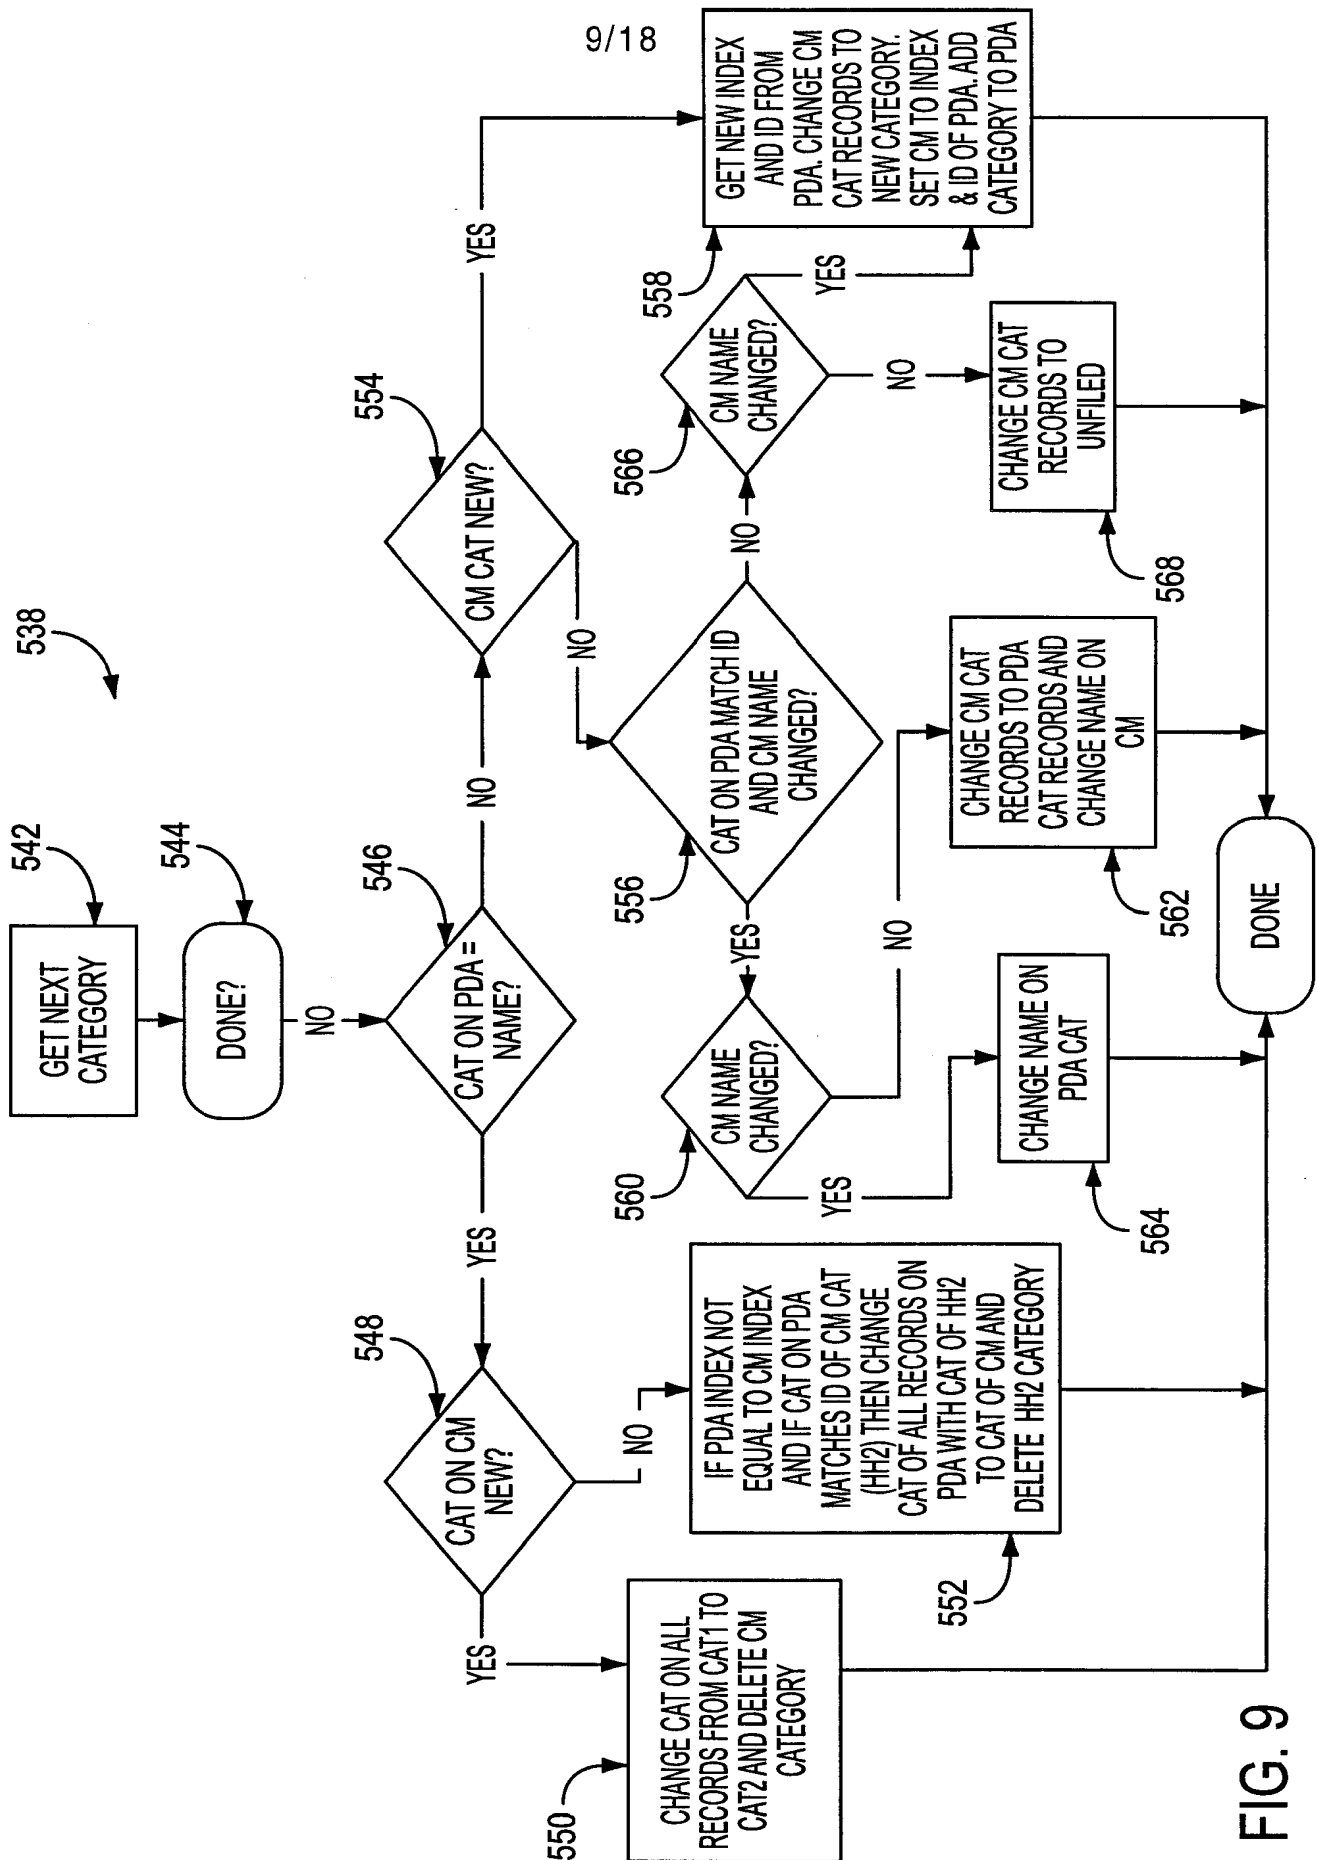 9/18
538
GET NEXT
CATEGORY
542
DONE?
544
NO
CAT ON PDA =
NAME?
546
YES
NO
CAT ON CM
NEW?
548
CM CAT NEW?
554
YES
NO
NO
YES
CHANGE CAT ON ALL
RECORDS FROM CAT1 TO
CAT2 AND DELETE CM
CATEGORY
550
IF PDA INDEX NOT
EQUAL TO CM INDEX
AND IF CAT ON PDA
MATCHES ID OF CM CAT
(HH2) THEN CHANGE
CAT OF ALL RECORDS ON
PDA WITH CAT OF HH2
TO CAT OF CM AND
DELETE HH2 CATEGORY
552
CAT ON PDA MATCH ID
AND CM NAME
CHANGED?
556
YES
NO
CM NAME
CHANGED?
560
YES
NO
CM NAME
CHANGED?
566
YES
NO
GET NEW INDEX
AND ID FROM
PDA. CHANGE CM
CAT RECORDS TO
NEW CATEGORY.
SET CM TO INDEX
& ID OF PDA. ADD
CATEGORY TO PDA
558
CHANGE NAME ON
PDA CAT
564
CHANGE CM CAT
RECORDS TO PDA
CAT RECORDS AND
CHANGE NAME ON
CM
562
CHANGE CM CAT
RECORDS TO
UNFILED
568
DONE
FIG. 9